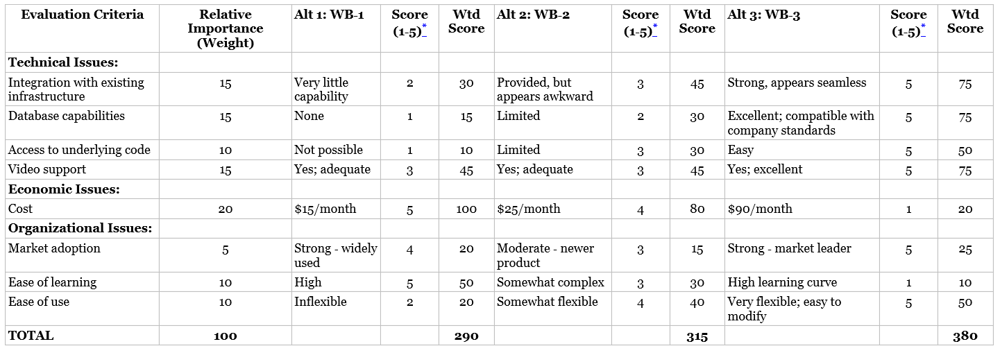 Evaluation Criteria Relative Importance (Weight) Alt 1: WB-1 Score (1-5)* Wtd Score Alt 2: WB-2 Score (1-5)* Wtd Score Alt 3: WB-3 Score (1-5)* Wtd Score
Technical Issues:
Integration with existing infrastructure 15 Very little capability 2 30 Provided, but appears awkward 3 45 Strong, appears seamless 5 75
Database capabilities 15 None 1 15 Limited 2 30 Excellent; compatible with company standards 5 75
Access to underlying code 10 Not possible 1 10 Limited 3 30 Easy 5 50
Video support 15 Yes; adequate 3 45 Yes; adequate 3 45 Yes; excellent 5 75
Economic Issues:
Cost 20 $15/month 5 100 $25/month 4 80 $90/month 1 20
Organizational Issues:
Market adoption 5 Strong - widely used 4 20 Moderate - newer product 3 15 Strong - market leader 5 25
Ease of learning 10 High 5 50 Somewhat complex 3 30 High learning curve 1 10
Ease of use 10 Inflexible 2 20 Somewhat flexible 4 40 Very flexible; easy to modify 5 50
TOTAL 100 290 315 380